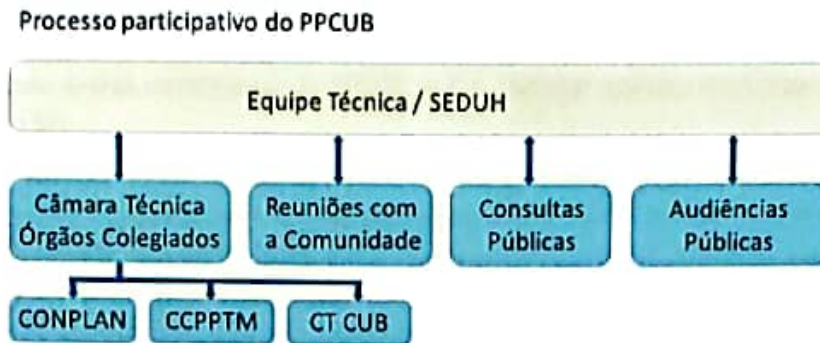 Processo participativo do PPCUB
Equipe Técnica / SEDUH
Câmara Técnica
Órgãos Colegiados
Reuniões com
a Comunidade
Consultas
Públicas
Audiências
Públicas
CONPLAN
CCPPTM
CT CUB